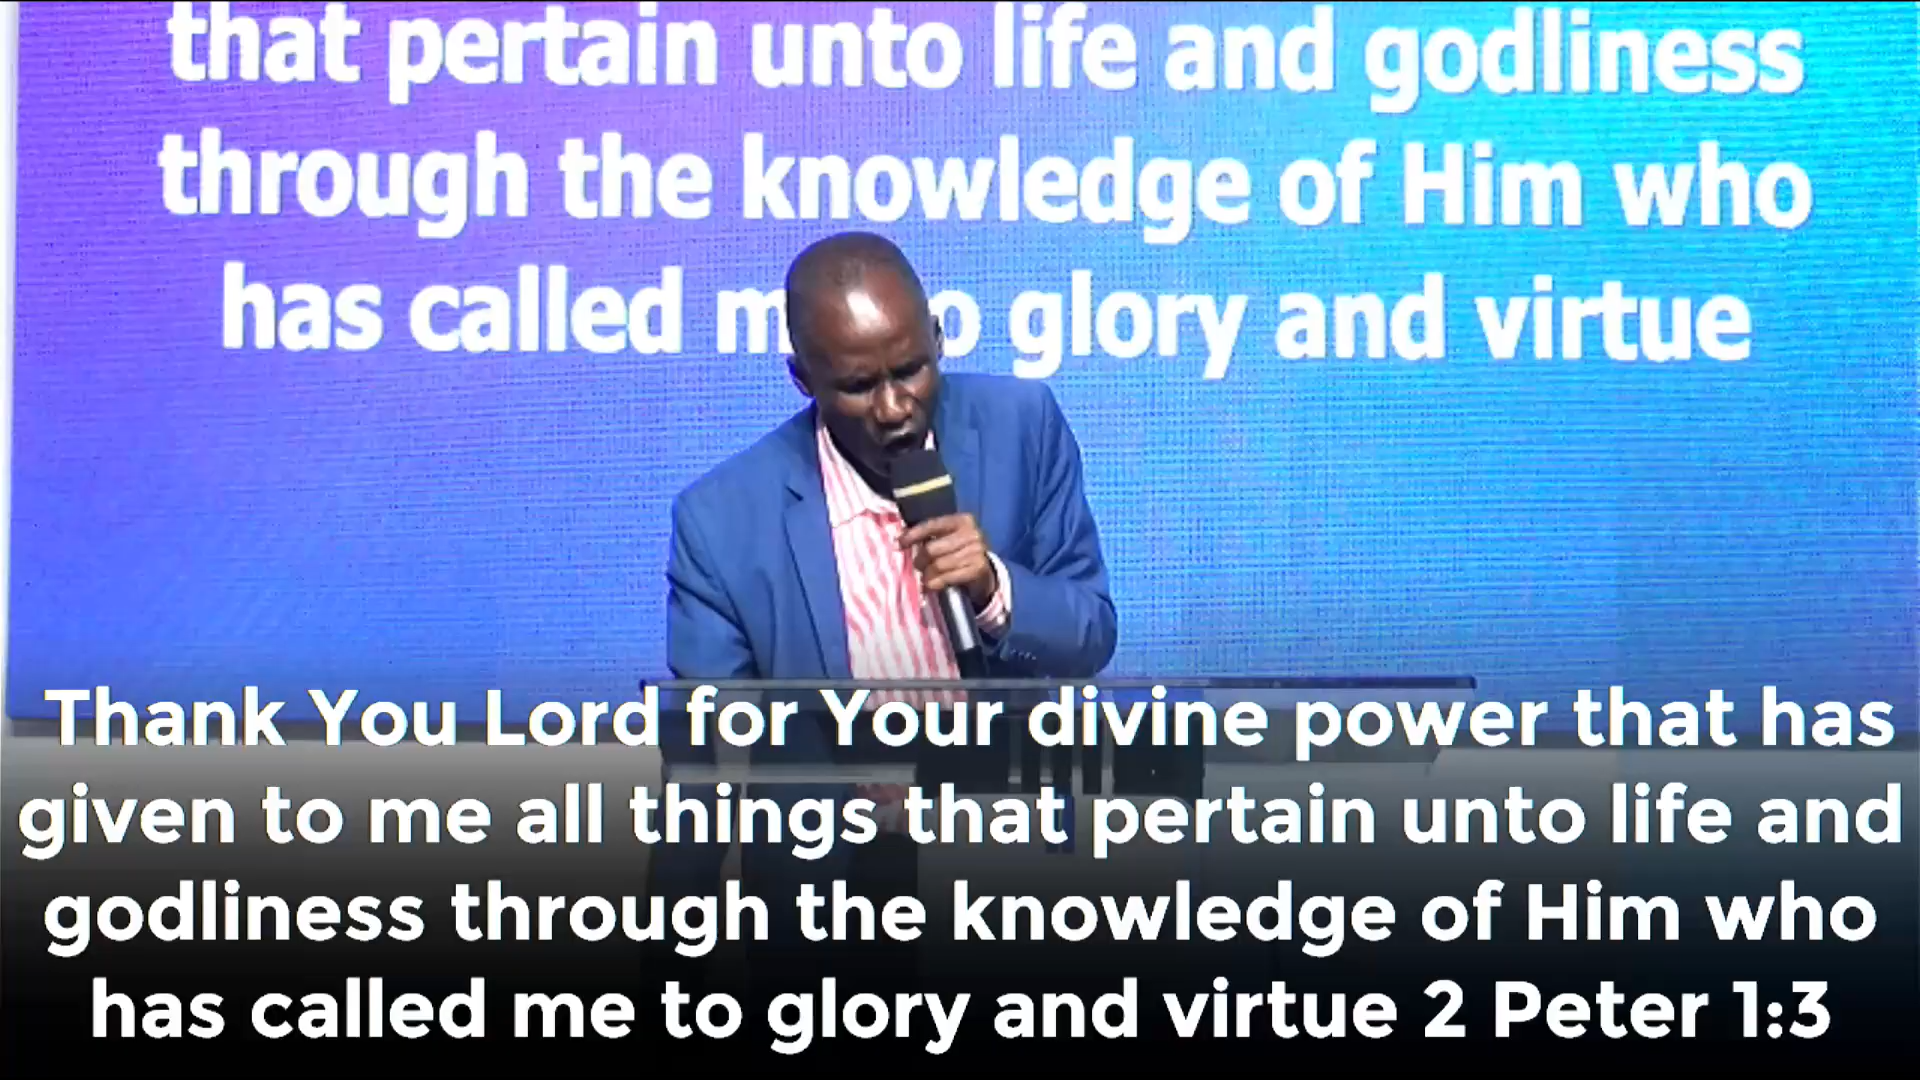 that pertain unto life and godliness
through the knowledge of Him who
has called glory and virtue
Thank You Lord for Your divine power that has
given to me all things that pertain unto life and
godliness through the knowledge of Him who
has called me to glory and virtue 2 Peter 1:3